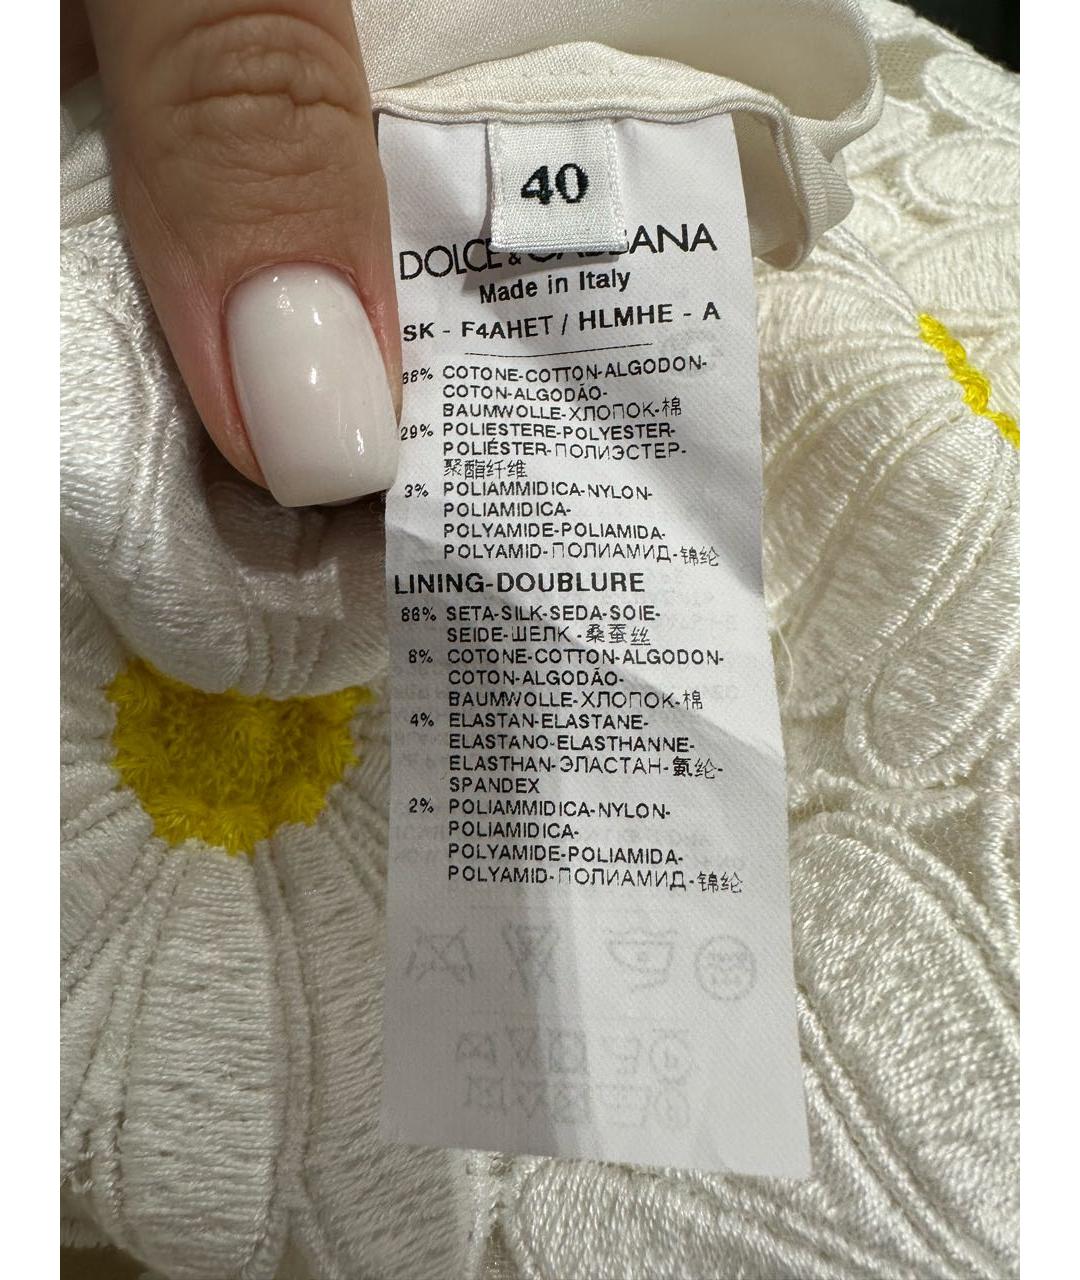 40
DOLCE & GABBANA
Made in Italy
SK - F4AHET / HLMHE - A
68% COTONE-COTTON-ALGODON-
COTON-ALGODÃO-
BAUMWOLLE-ХЛОПОК-棉
29% POLIESTERE-POLYESTER-
POLIÉSTER-ПОЛИЭСТЕР-
聚酯纤维
3% POLIAMMIDICA-NYLON-
POLIAMIDICA-
POLYAMIDE-POLIAMIDA-
POLYAMID-ПОЛИАМИД-锦纶
LINING-DOUBLURE
86% SETA-SILK-SEDA-SOIE-
SEIDE-ШЕЛК-桑蚕丝
8% COTONE-COTTON-ALGODON-
COTON-ALGODÃO-
BAUMWOLLE-ХЛОПОК-棉
4% ELASTAN-ELASTANE-
ELASTANO-ELASTHANNE-
ELASTHAN-ЭЛАСТАН-氨纶-
SPANDEX
2% POLIAMMIDICA-NYLON-
POLIAMIDICA-
POLYAMIDE-POLIAMIDA-
POLYAMID-ПОЛИАМИД-锦纶